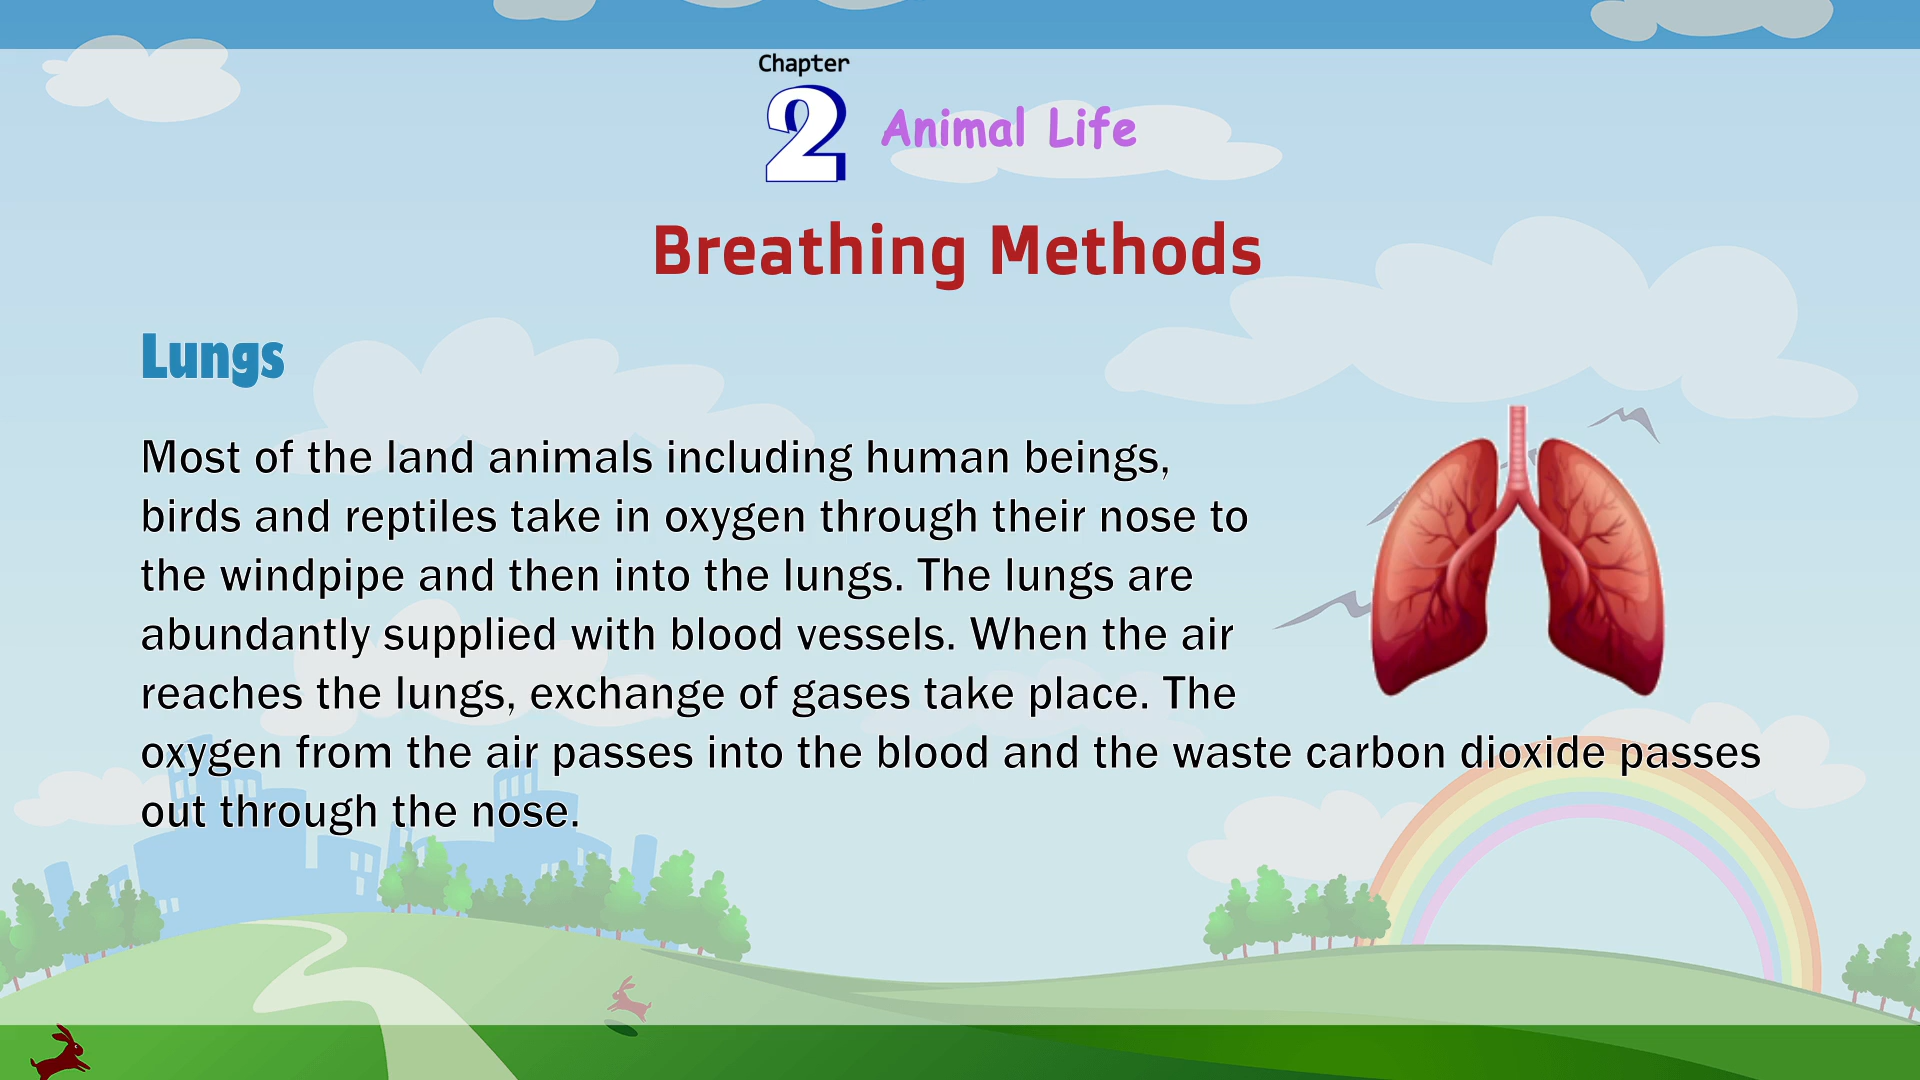 Chapter
2 Animal Life
Breathing Methods
Lungs
Most of the land animals including human beings,
birds and reptiles take in oxygen through their nose to
the windpipe and then into the lungs. The lungs are
abundantly supplied with blood vessels. When the air
reaches the lungs, exchange of gases take place. The
oxygen from the air passes into the blood and the waste carbon dioxide passes
out through the nose.